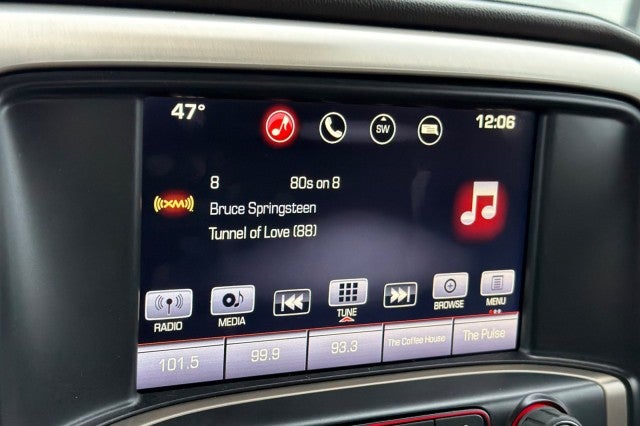 47°
SW
12:06
8 80s on 8
XM
Bruce Springsteen
Tunnel of Love (88)
RADIO
MEDIA
TUNE
BROWSE
MENU
101.5
99.9
93.3
The Coffee House
The Pulse